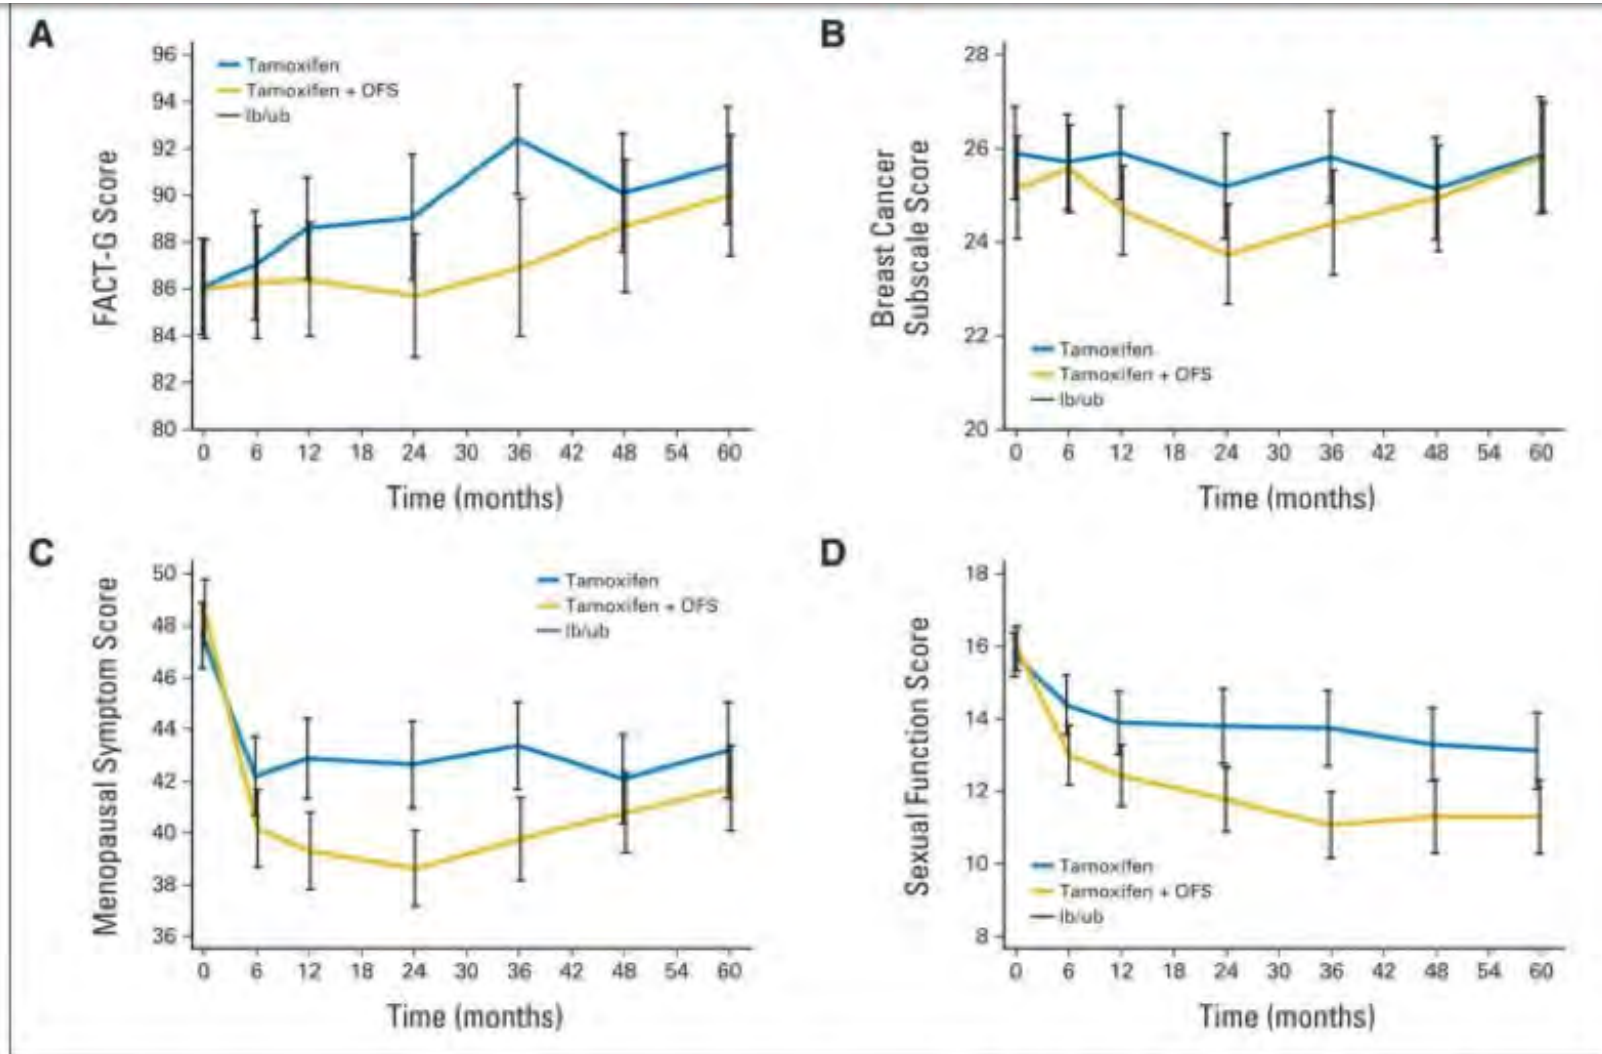 A
FACT-G Score
96
94
92
90
88
86
84
82
80
Tamoxifen
Tamoxifen + OFS
lb/ub
0 6 12 18 24 30 36 42 48 54 60
Time (months)
B
Breast Cancer
Subscale Score
28
26
24
22
20
Tamoxifen
Tamoxifen + OFS
lb/ub
0 6 12 18 24 30 36 42 48 54 60
Time (months)
C
Menopausal Symptom Score
50
48
46
44
42
40
38
36
Tamoxifen
Tamoxifen + OFS
lb/ub
0 6 12 18 24 30 36 42 48 54 60
Time (months)
D
Sexual Function Score
18
16
14
12
10
8
Tamoxifen
Tamoxifen + OFS
lb/ub
0 6 12 18 24 30 36 42 48 54 60
Time (months)